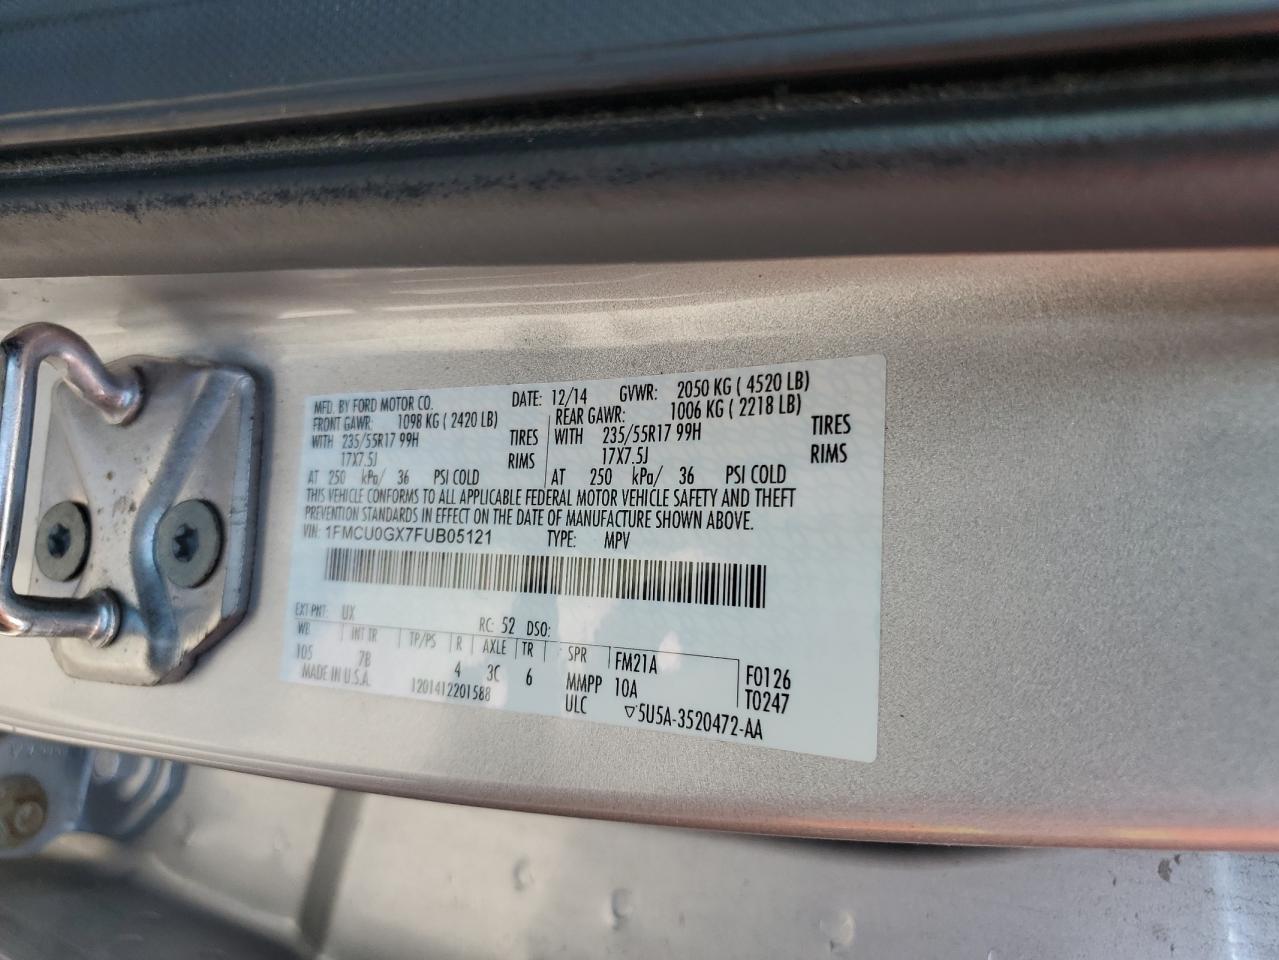 MFD. BY FORD MOTOR CO. DATE: 12/14 GVWR: 2050 KG ( 4520 LB)
FRONT GAWR: 1098 KG ( 2420 LB) REAR GAWR: 1006 KG ( 2218 LB)
WITH 235/55R17 99H TIRES WITH 235/55R17 99H TIRES
17X7.5J RIMS 17X7.5J RIMS
AT 250 kPa/ 36 PSI COLD AT 250 kPa/ 36 PSI COLD
THIS VEHICLE CONFORMS TO ALL APPLICABLE FEDERAL MOTOR VEHICLE SAFETY AND THEFT
PREVENTION STANDARDS IN EFFECT ON THE DATE OF MANUFACTURE SHOWN ABOVE.
VIN: 1FMCU0GX7FUB05121 TYPE: MPV
EXT PNT: UX RC: 52 DSO:
WB INT TR TP/PS R AXLE TR SPR FM21A F0126
105 7B 4 3C 6 MMPP 10A T0247
MADE IN U.S.A. 1201412201588 ULC ▽5U5A-3520472-AA